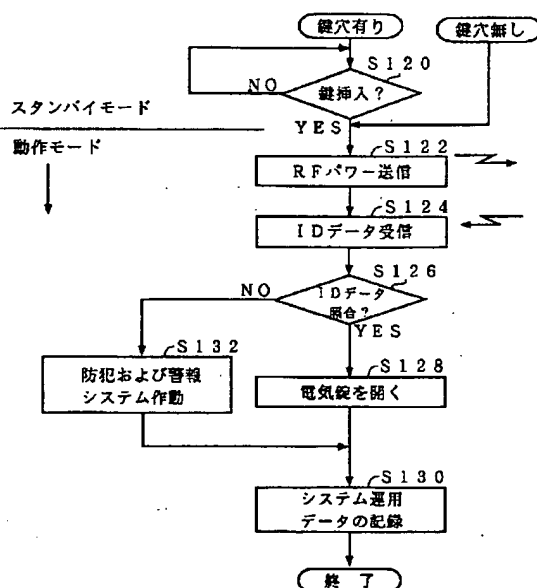 鍵穴有り
鍵穴無し
S120
NO
鍵挿入?
スタンバイモード
YES
動作モード
S122
RFパワー送信
S124
IDデータ受信
S126
NO
IDデータ
照合?
YES
S132
防犯および警報
システム作動
S128
電気錠を開く
S130
システム運用
データの記録
終 了